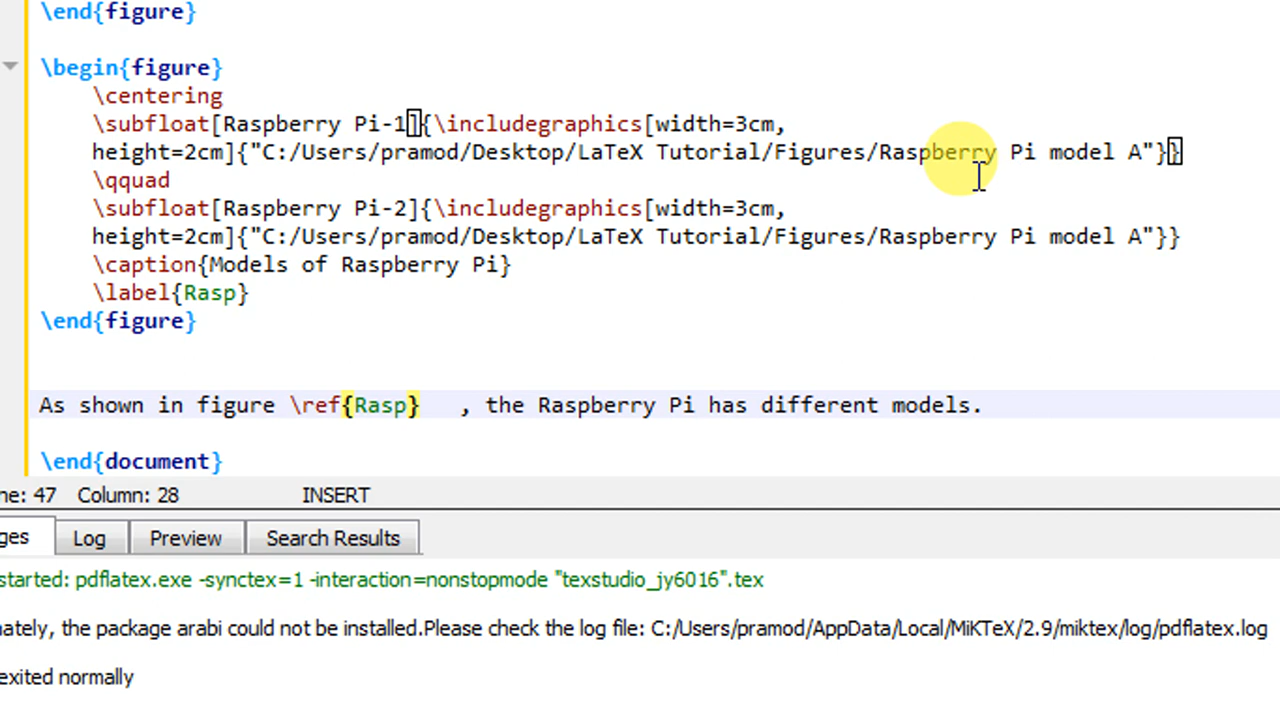 \end{figure}
\begin{figure}
\centering
\subfloat[Raspberry Pi-1]{\includegraphics[width=3cm,
height=2cm]{"C:/Users/pramod/Desktop/LaTeX Tutorial/Figures/Raspberry Pi model A"}}
\qquad
\subfloat[Raspberry Pi-2]{\includegraphics[width=3cm,
height=2cm]{"C:/Users/pramod/Desktop/LaTeX Tutorial/Figures/Raspberry Pi model A"}}
\caption{Models of Raspberry Pi}
\label{Rasp}
\end{figure}
As shown in figure \ref{Rasp}   , the Raspberry Pi has different models.
\end{document}
ne: 47 Column: 28 INSERT
ges Log Preview Search Results
started: pdflatex.exe -synctex=1 -interaction=nonstopmode "texstudio_jy6016".tex
nately, the package arabi could not be installed.Please check the log file: C:/Users/pramod/AppData/Local/MiKTeX/2.9/miktex/log/pdflatex.log
exited normally